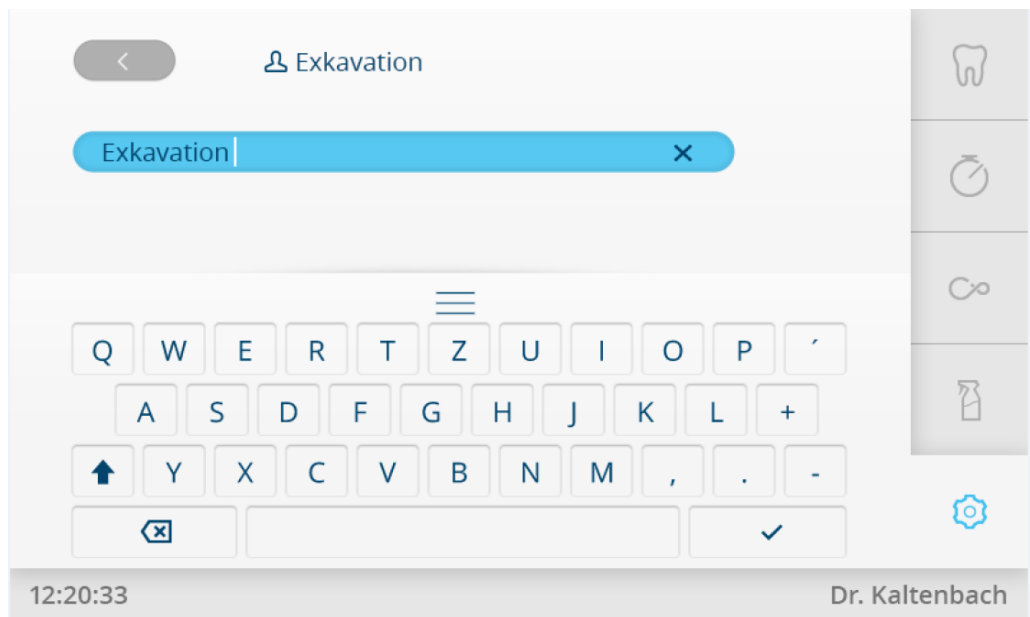 Exkavation
Exkavation
Q W E R T Z U I O P ´
A S D F G H J K L +
Y X C V B N M , . -
12:20:33 Dr. Kaltenbach